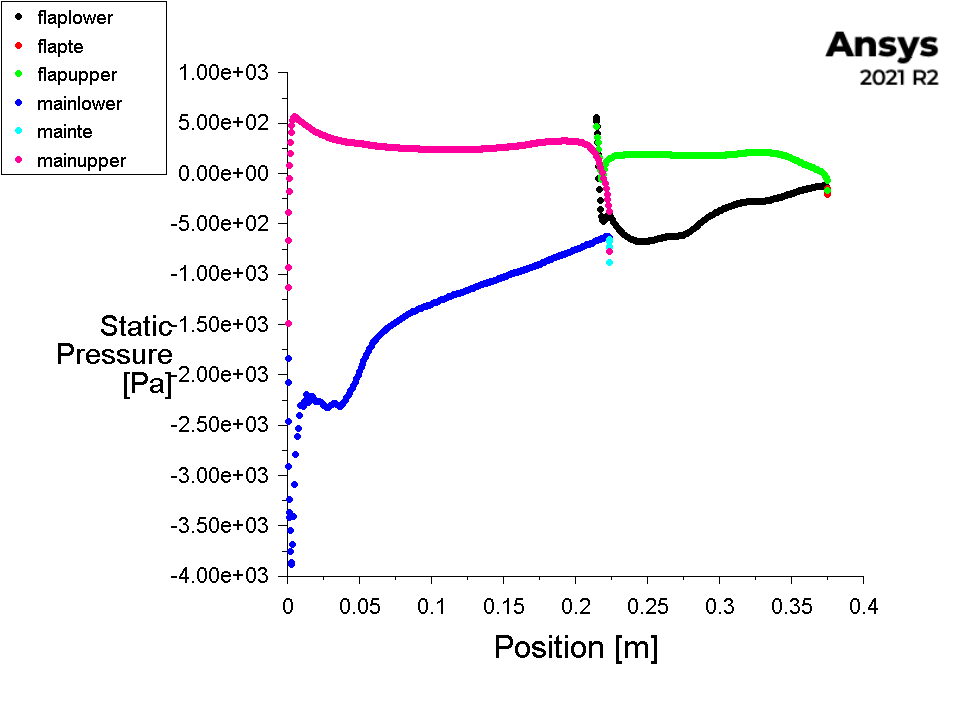 flaplower
flapte
flapupper
mainlower
mainte
mainupper
Ansys
2021 R2
1.00e+03
5.00e+02
0.00e+00
-5.00e+02
-1.00e+03
-1.50e+03
-2.00e+03
-2.50e+03
-3.00e+03
-3.50e+03
-4.00e+03
Static
Pressure
[Pa]
0 0.05 0.1 0.15 0.2 0.25 0.3 0.35 0.4
Position [m]